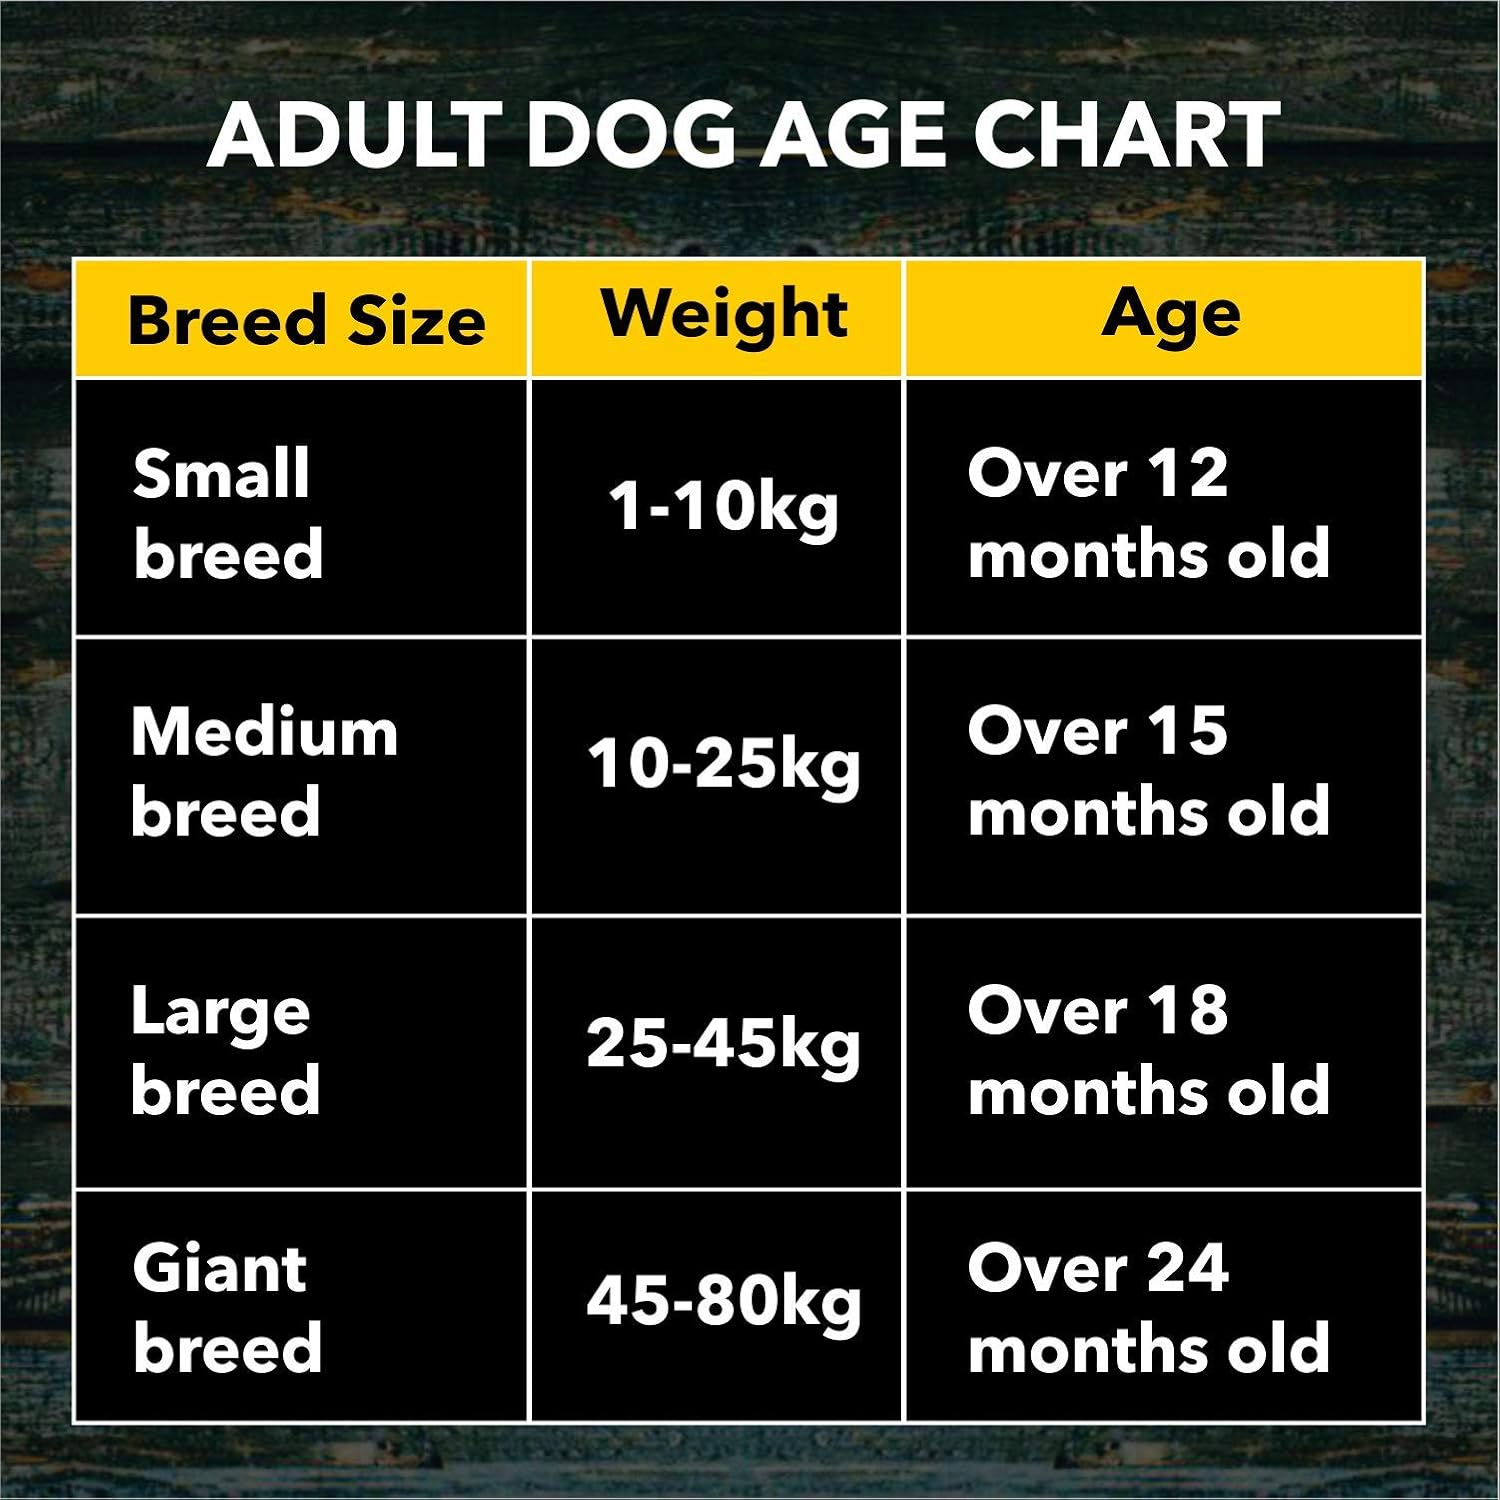 ADULT DOG AGE CHART
Breed Size
Weight
Age
Small
breed
1-10kg
Over 12
months old
Medium
breed
10-25kg
Over 15
months old
Large
breed
25-45kg
Over 18
months old
Giant
breed
45-80kg
Over 24
months old